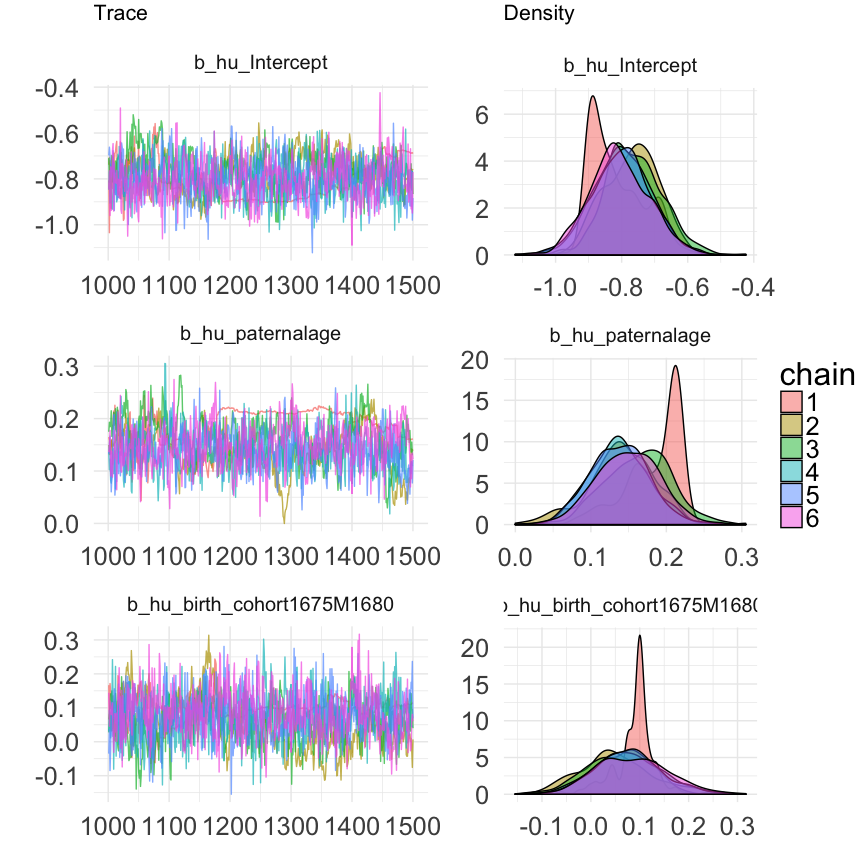 Trace
Density
b_hu_Intercept
b_hu_Intercept
-0.4
-0.6
-0.8
-1.0
1000 1100 1200 1300 1400 1500
6
4
2
0
-1.0 -0.8 -0.6 -0.4
b_hu_paternalage
b_hu_paternalage
0.3
0.2
0.1
0.0
1000 1100 1200 1300 1400 1500
20
15
10
5
0
0.0 0.1 0.2 0.3
chain
1
2
3
4
5
6
b_hu_birth_cohort1675M1680
b_hu_birth_cohort1675M1680
0.3
0.2
0.1
0.0
-0.1
1000 1100 1200 1300 1400 1500
20
15
10
5
0
-0.1 0.0 0.1 0.2 0.3